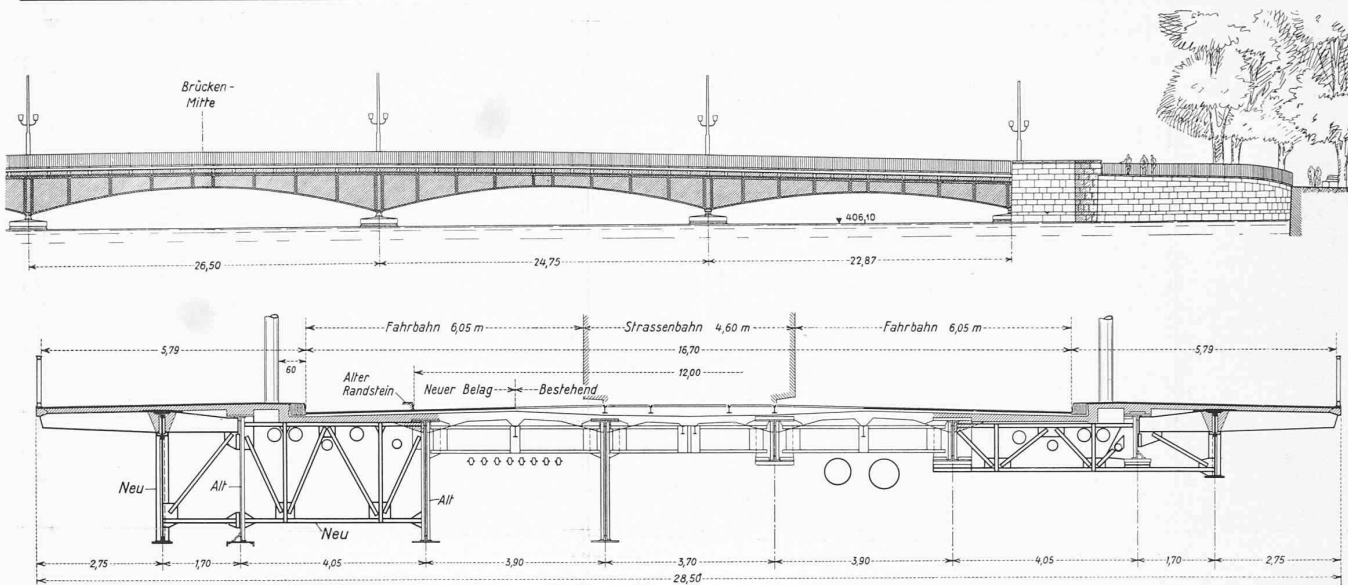 Brücken-
Mitte
406,10
26,50 24,75 22,87
Fahrbahn 6,05 m Strassenbahn 4,60 m Fahrbahn 6,05 m
5,79 16,70 5,79
60
12,00
Alter
Randstein
Neuer Belag Bestehend
Neu Alt Alt
Neu
2,75 1,70 4,05 3,90 3,70 3,90 4,05 1,70 2,75
28,50